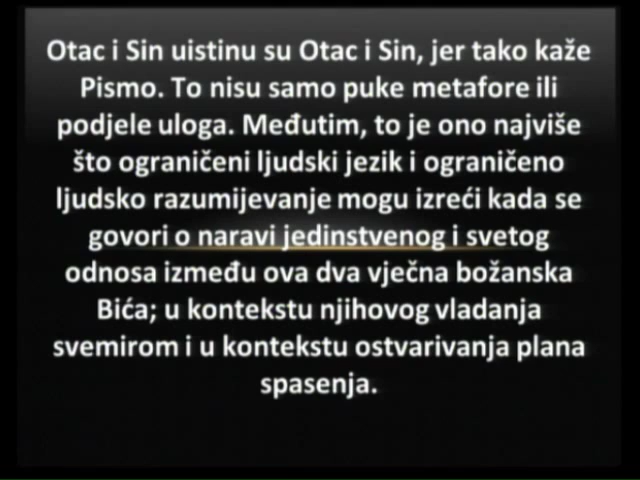 Otac i Sin uistinu su Otac i Sin, jer tako kaže
Pismo. To nisu samo puke metafore ili
podjele uloga. Međutim, to je ono najviše
što ograničeni ljudski jezik i ograničeno
ljudsko razumijevanje mogu izreći kada se
govori o naravi jedinstvenog i svetog
odnosa između ova dva vječna božanska
Bića; u kontekstu njihovog vladanja
svemirom i u kontekstu ostvarivanja plana
spasenja.